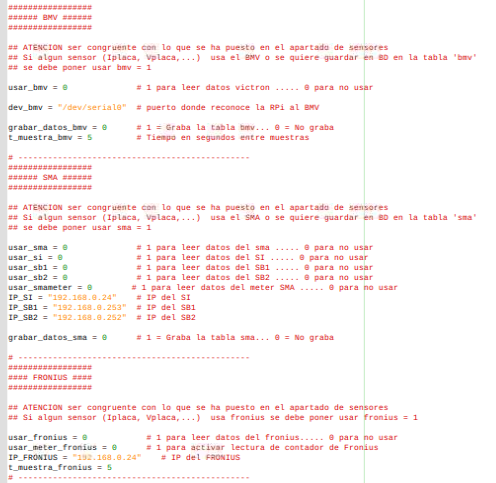 #################
###### BMV ######
#################
## ATENCION ser congruente con lo que se ha puesto en el apartado de sensores
## Si algun sensor (Iplaca, Vplaca,...)  usa el BMV o se quiere guardar en BD en la tabla 'bmv'
## se debe poner usar bmv = 1
usar_bmv = 0              # 1 para leer datos victron ..... 0 para no usar
dev_bmv = "/dev/serial0"  # puerto donde reconoce la RPi al BMV
grabar_datos_bmv = 0      # 1 = Graba la tabla bmv... 0 = No graba
t_muestra_bmv = 5         # Tiempo en segundos entre muestras
# -----------------------------------------------
#################
###### SMA ######
#################
## ATENCION ser congruente con lo que se ha puesto en el apartado de sensores
## Si algun sensor (Iplaca, Vplaca,...)  usa el SMA o se quiere guardar en BD en la tabla 'sma'
## se debe poner usar sma = 1
usar_sma = 0              # 1 para leer datos del sma ..... 0 para no usar
usar_si = 0               # 1 para leer datos del SI ..... 0 para no usar
usar_sb1 = 0              # 1 para leer datos del SB1 ..... 0 para no usar
usar_sb2 = 0              # 1 para leer datos del SB2 ..... 0 para no usar
usar_smameter = 0        # 1 para leer datos del meter SMA ..... 0 para no usar
IP_SI = "192.168.0.24"    # IP del SI
IP_SB1 = "192.168.0.253"  # IP del SB1
IP_SB2 = "192.168.0.252"  # IP del SB2
grabar_datos_sma = 0      # 1 = Graba la tabla sma... 0 = No graba
# -----------------------------------------------
#################
#### FRONIUS ####
#################
## ATENCION ser congruente con lo que se ha puesto en el apartado de sensores
## Si algun sensor (Iplaca, Vplaca,...)  usa fronius se debe poner usar fronius = 1
usar_fronius = 0            # 1 para leer datos del fronius..... 0 para no usar
usar_meter_fronius = 0      # 1 para activar lectura de contador de Fronius
IP_FRONIUS = "192.168.0.24"    # IP del FRONIUS
t_muestra_fronius = 5
# -----------------------------------------------